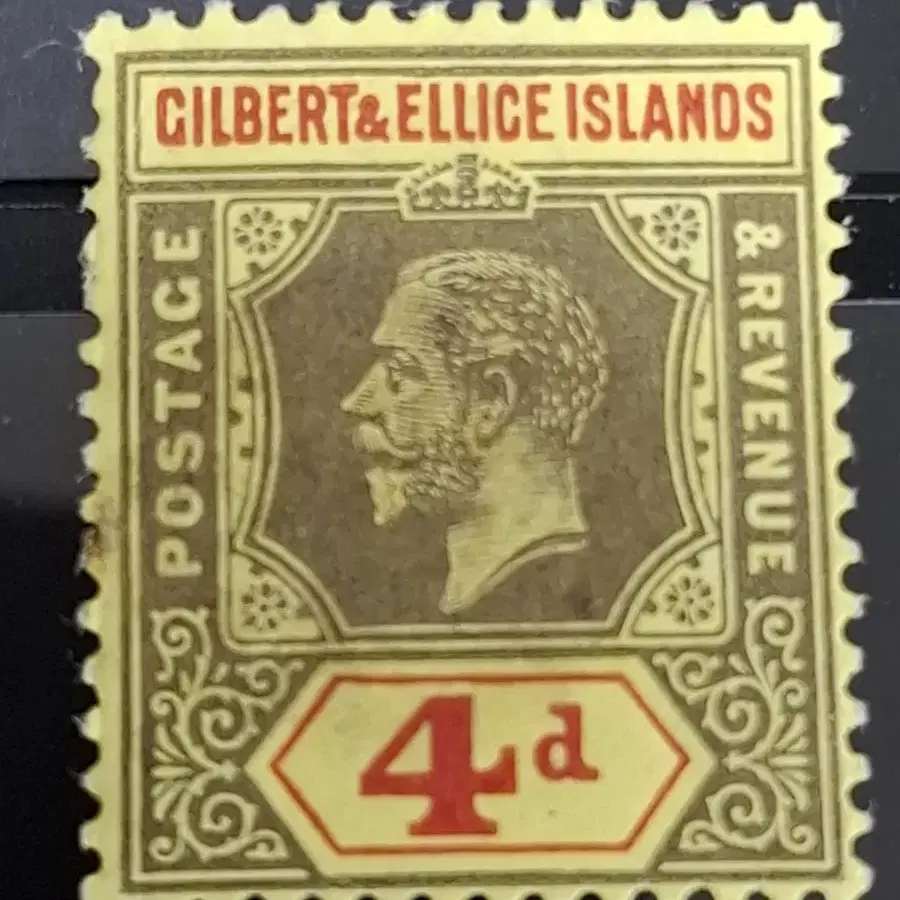 GILBERT & ELLICE ISLANDS
POSTAGE
& REVENUE
4d